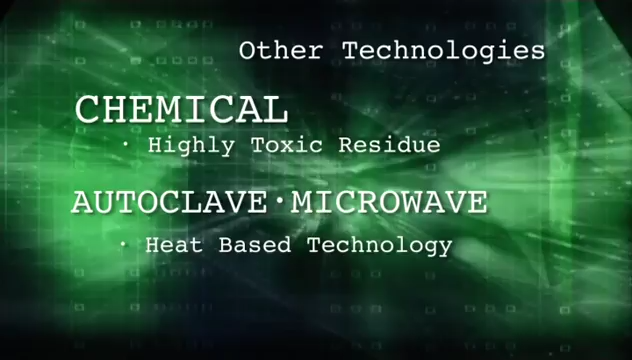 Other Technologies
CHEMICAL
· Highly Toxic Residue
AUTOCLAVE·MICROWAVE
· Heat Based Technology